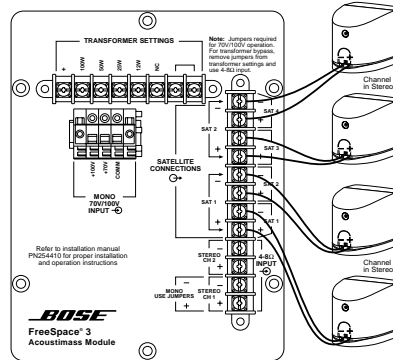 TRANSFORMER SETTINGS
+
100W
50W
25W
12W
NC
Note: Jumpers required
for 70V/100V operation.
For transformer bypass,
remove jumpers from
transformer settings and
use 4-8Ω input.
+100V
+70V
COMM
MONO
70V/100V
INPUT
SATELLITE
CONNECTIONS
SAT 2
−
+
SAT 1
−
+
−
SAT 4
+
−
SAT 3
+
−
SAT 2
+
−
SAT 1
+
STEREO
CH 2
−
+
4-8Ω
INPUT
MONO
USE JUMPERS
−
+
STEREO
CH 1
−
+
Refer to installation manual
PN254410 for proper installation
and operation instructions
BOSE
FreeSpace® 3
Acoustimass Module
Channel
in Stereo
Channel
in Stereo